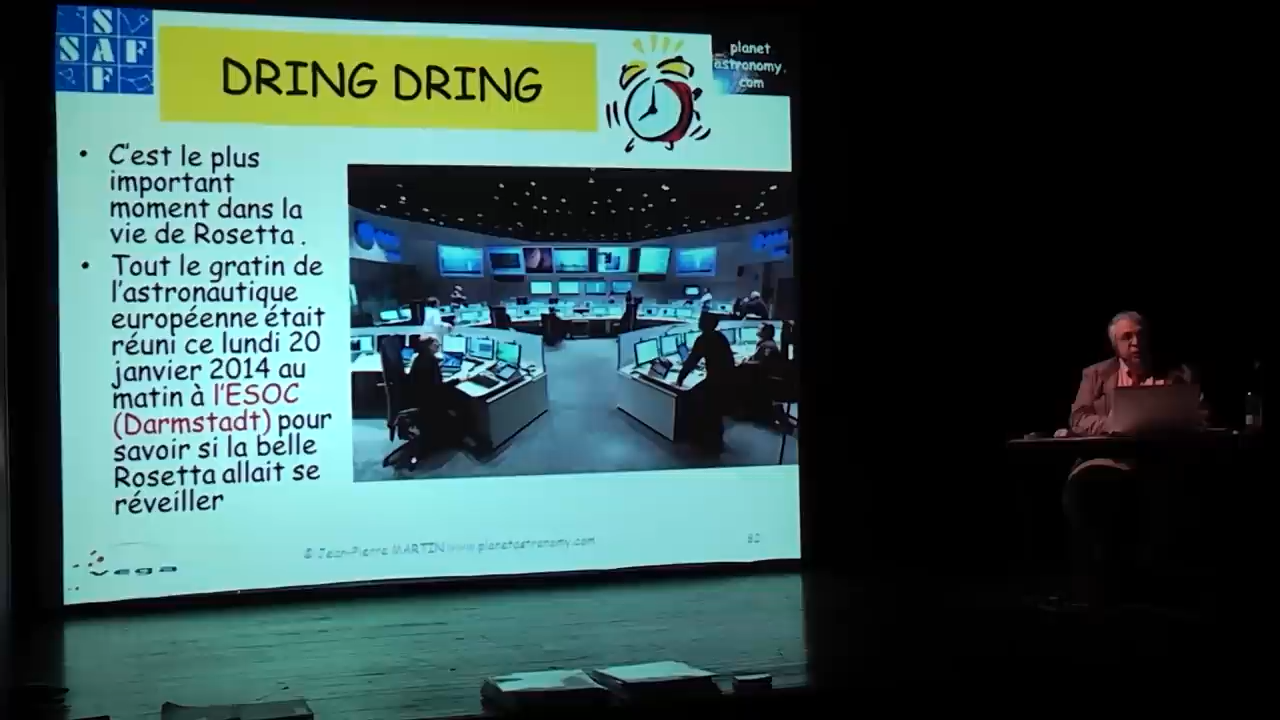 S
SAF
F
DRING DRING
planet
astronomy.
com
• C'est le plus
important
moment dans la
vie de Rosetta .
• Tout le gratin de
l'astronautique
européenne était
réuni ce lundi 20
janvier 2014 au
matin à l'ESOC
(Darmstadt) pour
savoir si la belle
Rosetta allait se
réveiller
© Jean-Pierre MARTIN www.planetastronomy.com
vega